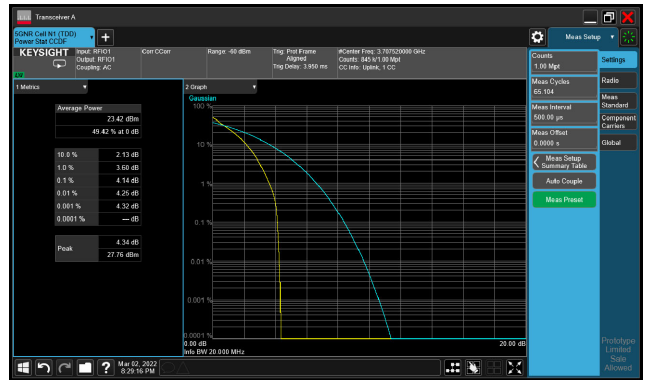 Transceiver A
5GNR Cell N1 (TDD)
Power Stat CCDF
KEYSIGHT
Input: RFIO1
Output: RFIO1
Coupling: AC
Corr CCorr
Range: -60 dBm
Trig: Prot Frame
Aligned
Trig Delay: 3.950 ms
#Center Freq: 3.707520000 GHz
Counts: 845 k/1.00 Mpt
CC Info: Uplink, 1 CC
1 Metrics
Average Power
23.42 dBm
49.42 % at 0 dB
10.0 % 2.13 dB
1.0 % 3.60 dB
0.1 % 4.14 dB
0.01 % 4.25 dB
0.001 % 4.32 dB
0.0001 % — dB
Peak
4.34 dB
27.76 dBm
2 Graph
Gaussian
100 %
10 %
1 %
0.1 %
0.01 %
0.001 %
0.0001 %
0.00 dB 20.00 dB
Info BW 20.000 MHz
Meas Setup
Counts
1.00 Mpt
Meas Cycles
65.104
Meas Interval
500.00 µs
Meas Offset
0.0000 s
Meas Setup
Summary Table
Auto Couple
Meas Preset
Settings
Radio
Meas
Standard
Component
Carriers
Global
Prototype
Limited
Sale
Allowed
Mar 02, 2022
8:29:16 PM